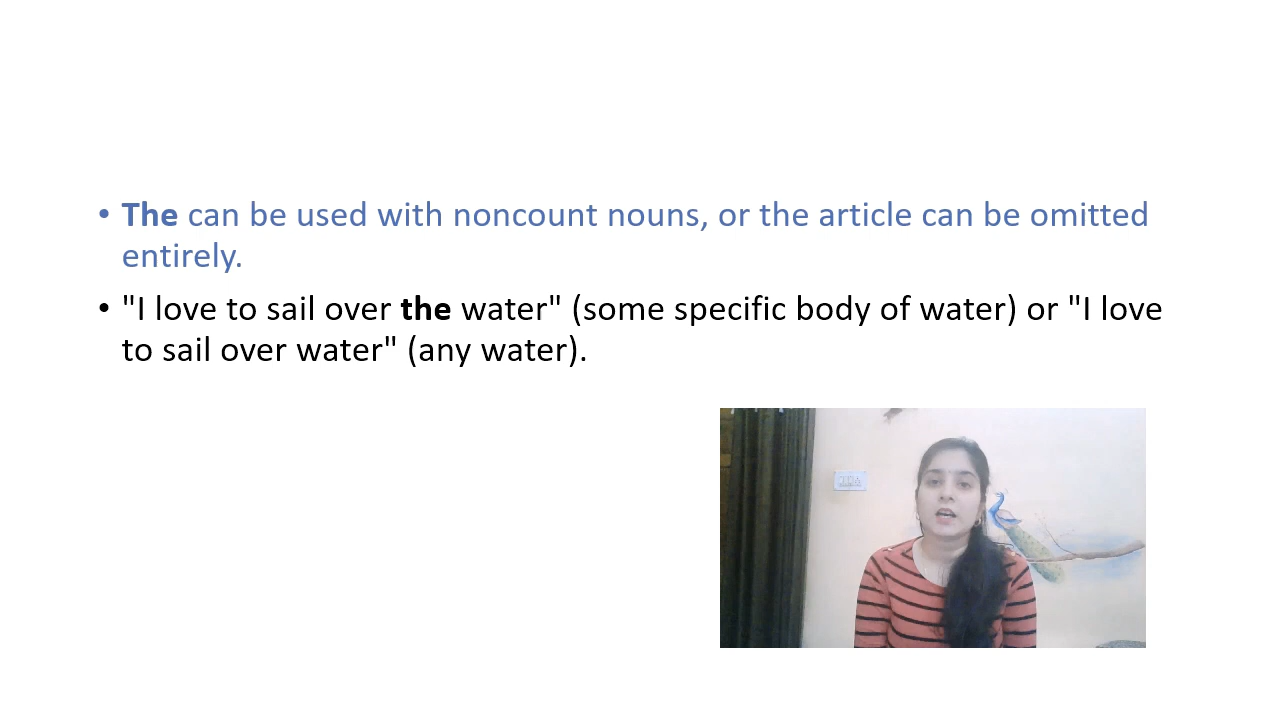 • The can be used with noncount nouns, or the article can be omitted
entirely.
• "I love to sail over the water" (some specific body of water) or "I love
to sail over water" (any water).